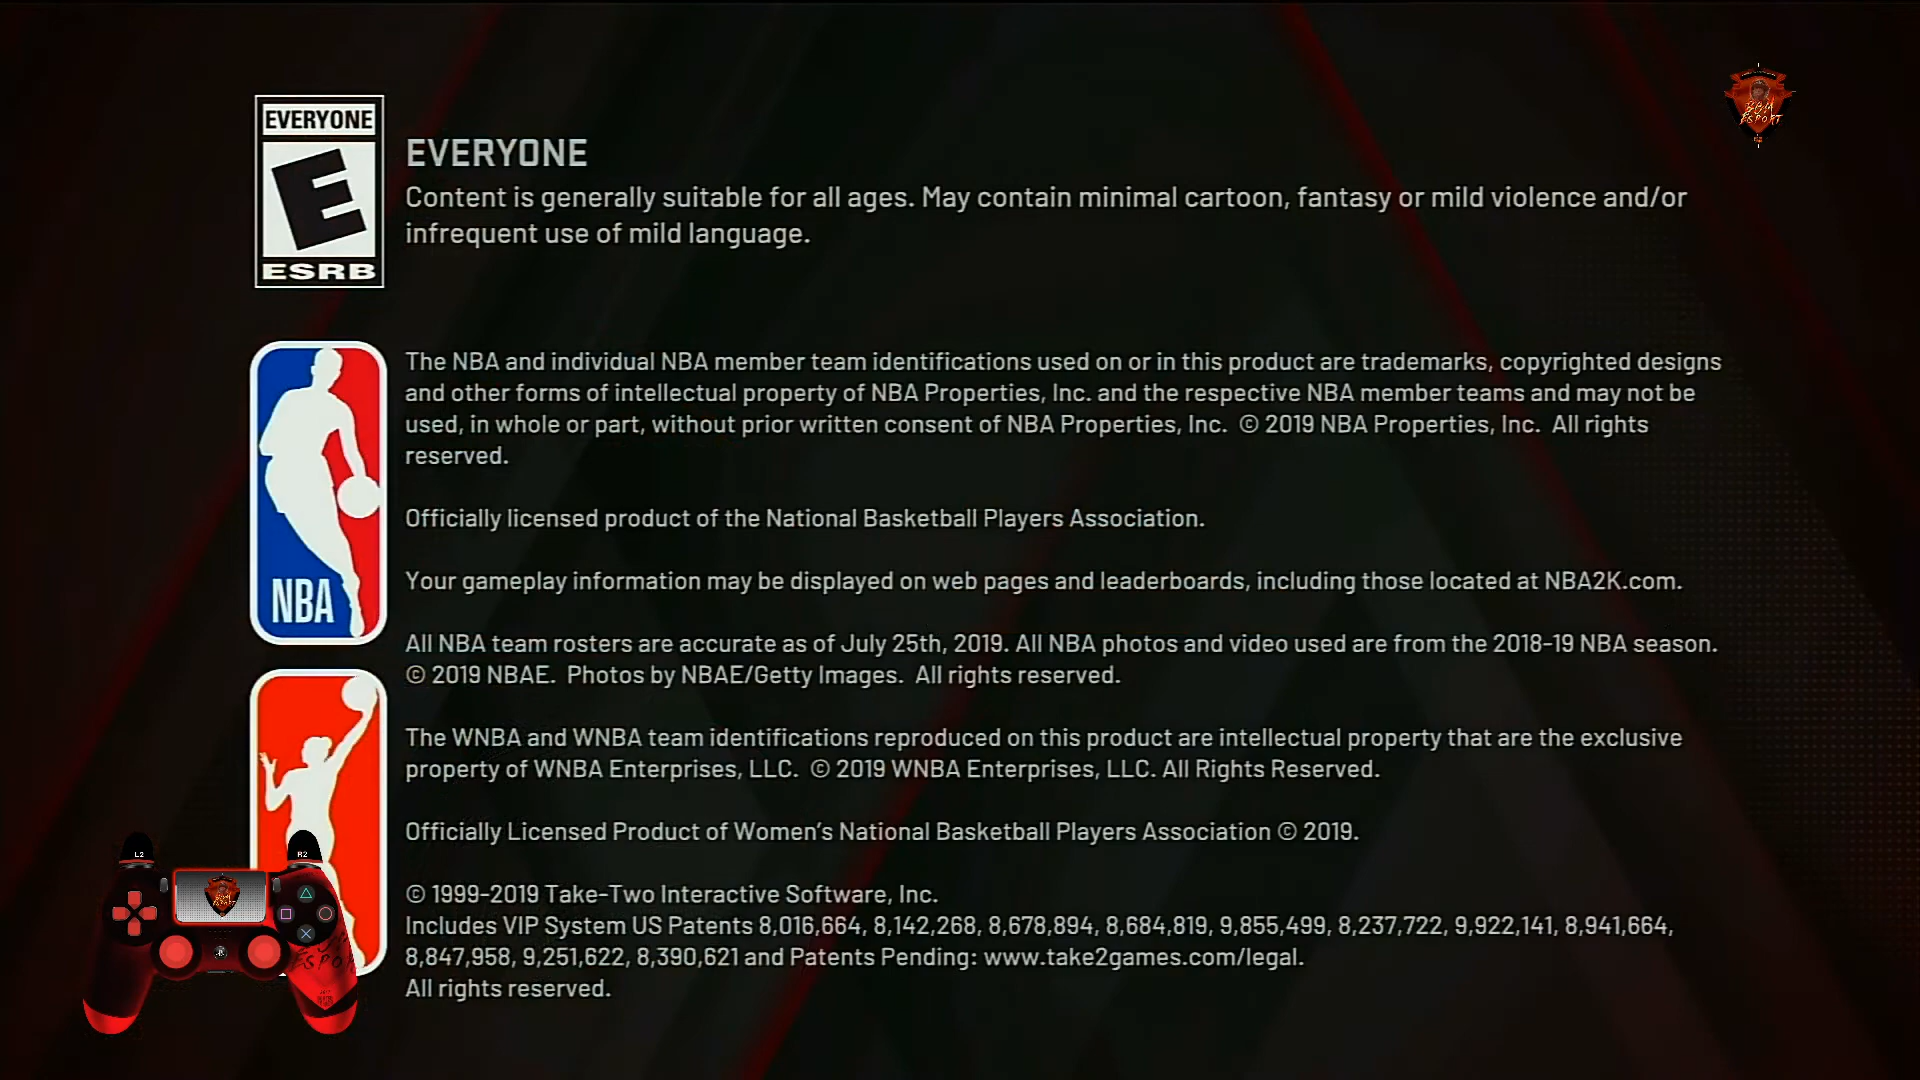 EVERYONE
E
ESRB
EVERYONE
Content is generally suitable for all ages. May contain minimal cartoon, fantasy or mild violence and/or
infrequent use of mild language.
BGM
ESPORT
NBA
The NBA and individual NBA member team identifications used on or in this product are trademarks, copyrighted designs
and other forms of intellectual property of NBA Properties, Inc. and the respective NBA member teams and may not be
used, in whole or part, without prior written consent of NBA Properties, Inc. © 2019 NBA Properties, Inc. All rights
reserved.
Officially licensed product of the National Basketball Players Association.
Your gameplay information may be displayed on web pages and leaderboards, including those located at NBA2K.com.
All NBA team rosters are accurate as of July 25th, 2019. All NBA photos and video used are from the 2018-19 NBA season.
© 2019 NBAE. Photos by NBAE/Getty Images. All rights reserved.
The WNBA and WNBA team identifications reproduced on this product are intellectual property that are the exclusive
property of WNBA Enterprises, LLC. © 2019 WNBA Enterprises, LLC. All Rights Reserved.
Officially Licensed Product of Women's National Basketball Players Association © 2019.
© 1999-2019 Take-Two Interactive Software, Inc.
Includes VIP System US Patents 8,016,664, 8,142,268, 8,678,894, 8,684,819, 9,855,499, 8,237,722, 9,922,141, 8,941,664,
8,847,958, 9,251,622, 8,390,621 and Patents Pending: www.take2games.com/legal.
All rights reserved.
L2
R2